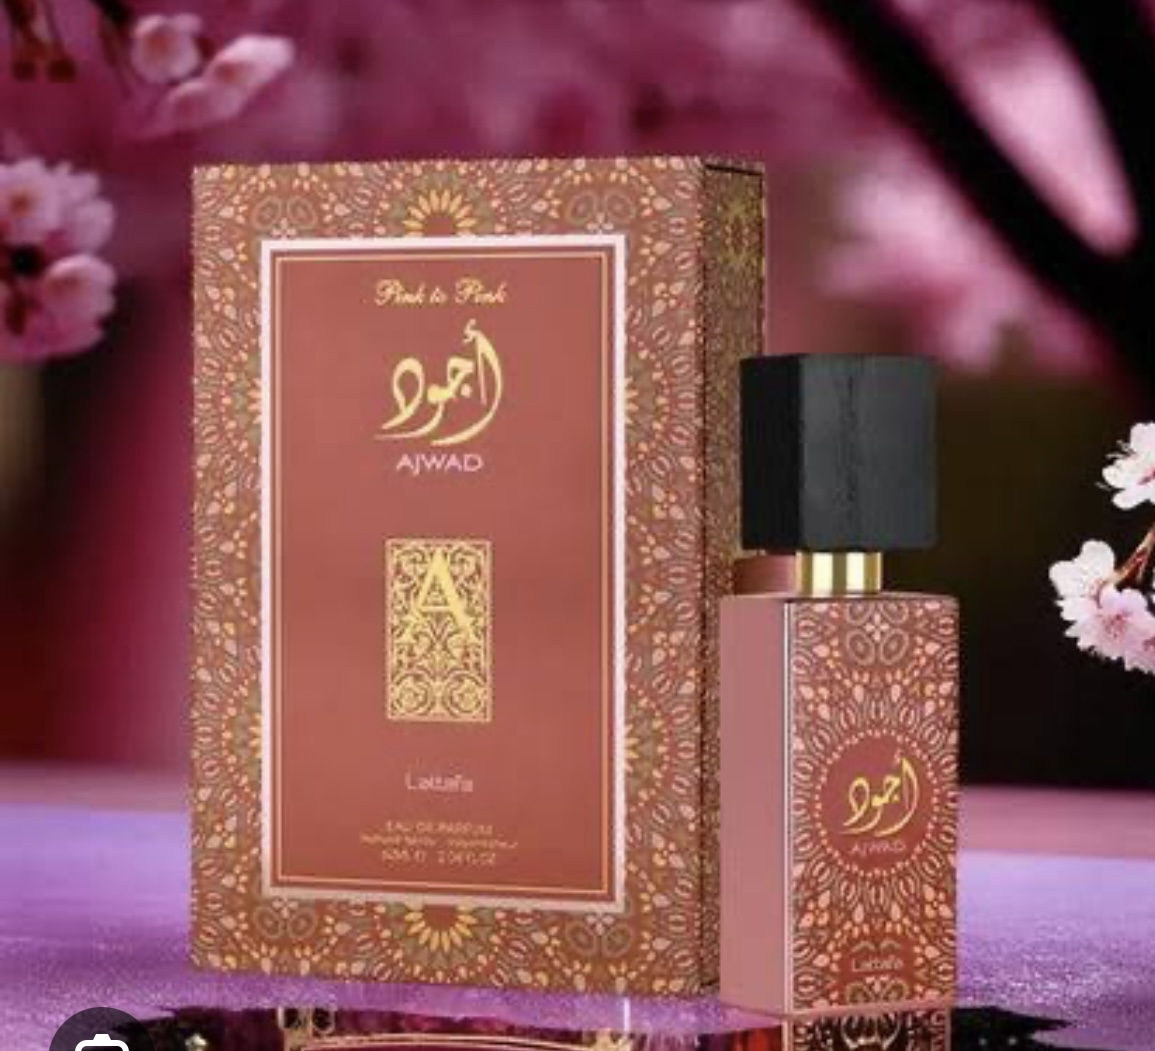 Pink to Pink
أجود
AJWAD
A
Lattafa
EAU DE PARFUM
أجود
AJWAD
Lattafa